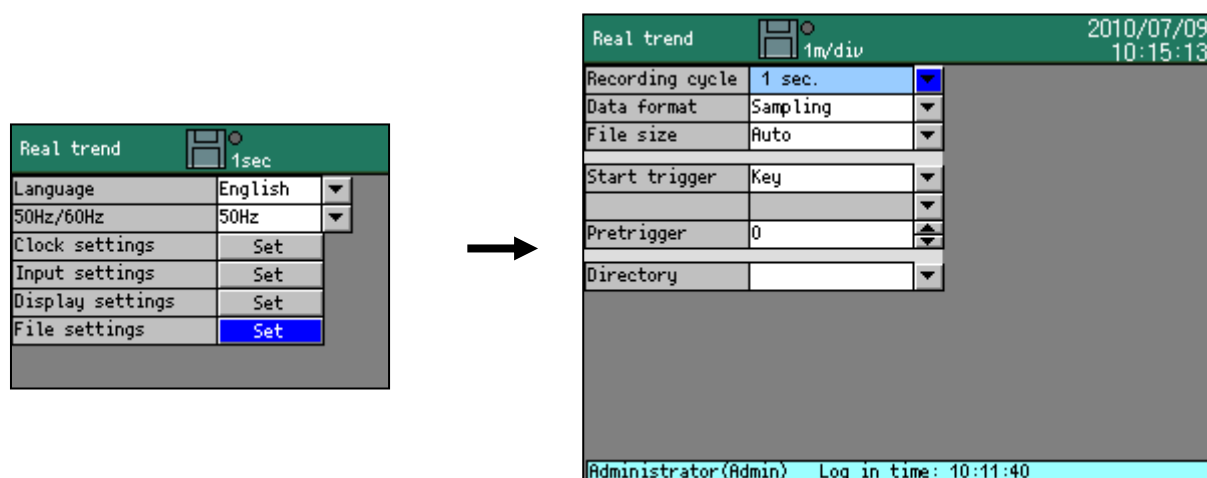 Real trend
1sec
Language English
50Hz/60Hz 50Hz
Clock settings Set
Input settings Set
Display settings Set
File settings Set
Real trend 1m/div 2010/07/09
10:15:13
Recording cycle 1 sec.
Data format Sampling
File size Auto
Start trigger Key
Pretrigger 0
Directory
Administrator(Admin) Log in time: 10:11:40